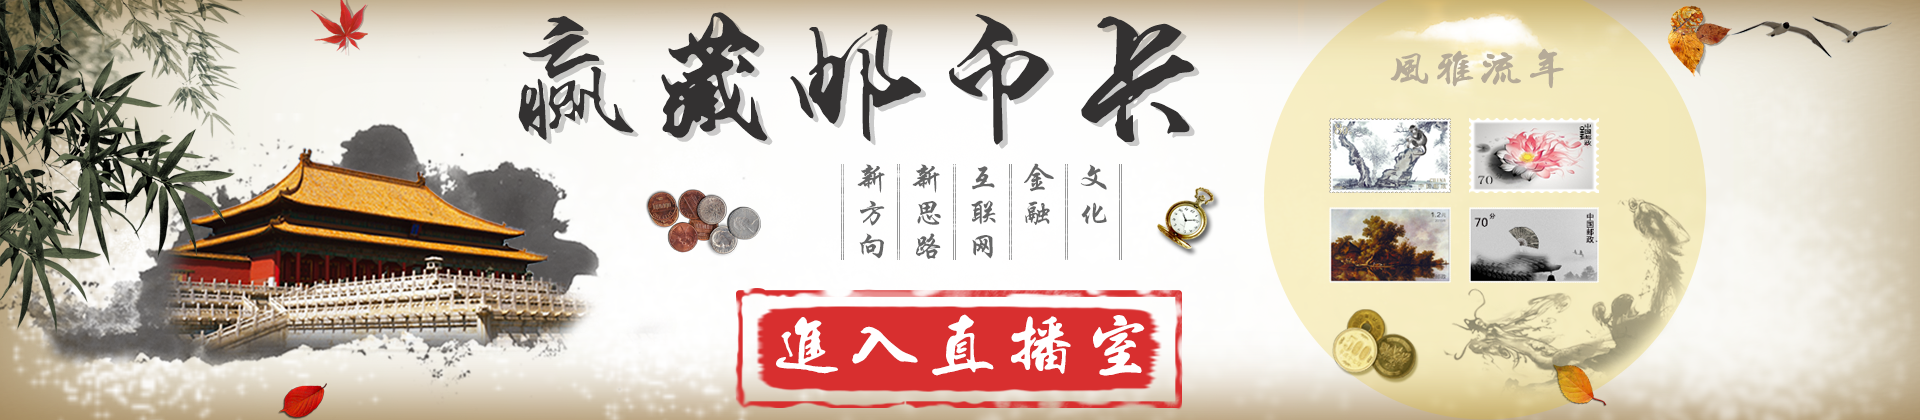 赢藏邮币长
文化
金融
互联网
新思路
新方向
進入直播室
風雅流年
中国邮政
70
1.2元
70分
中国邮政